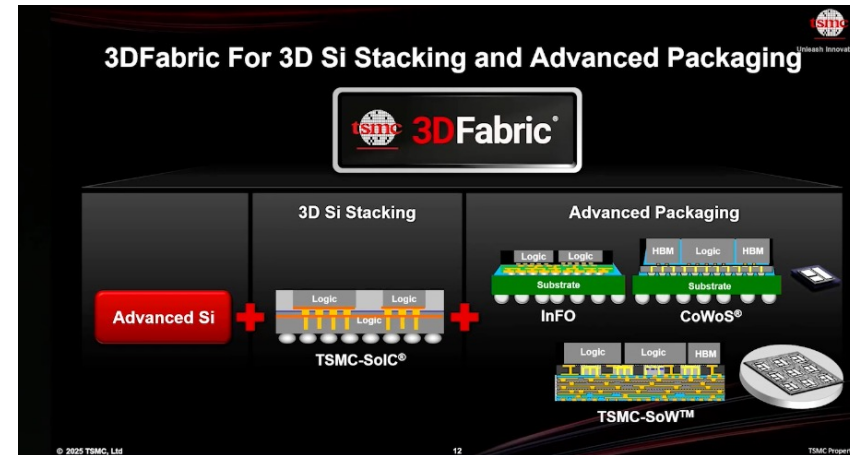 tsmc
Unleash Innovat
3DFabric For 3D Si Stacking and Advanced Packaging
tsmc 3DFabric®
3D Si Stacking
Advanced Packaging
Advanced Si
Logic
Logic
Logic
TSMC-SoIC®
Logic
Logic
Substrate
InFO
HBM
Logic
HBM
Substrate
CoWoS®
Logic
Logic
HBM
TSMC-SoW™
© 2025 TSMC, Ltd
12
TSMC Proper